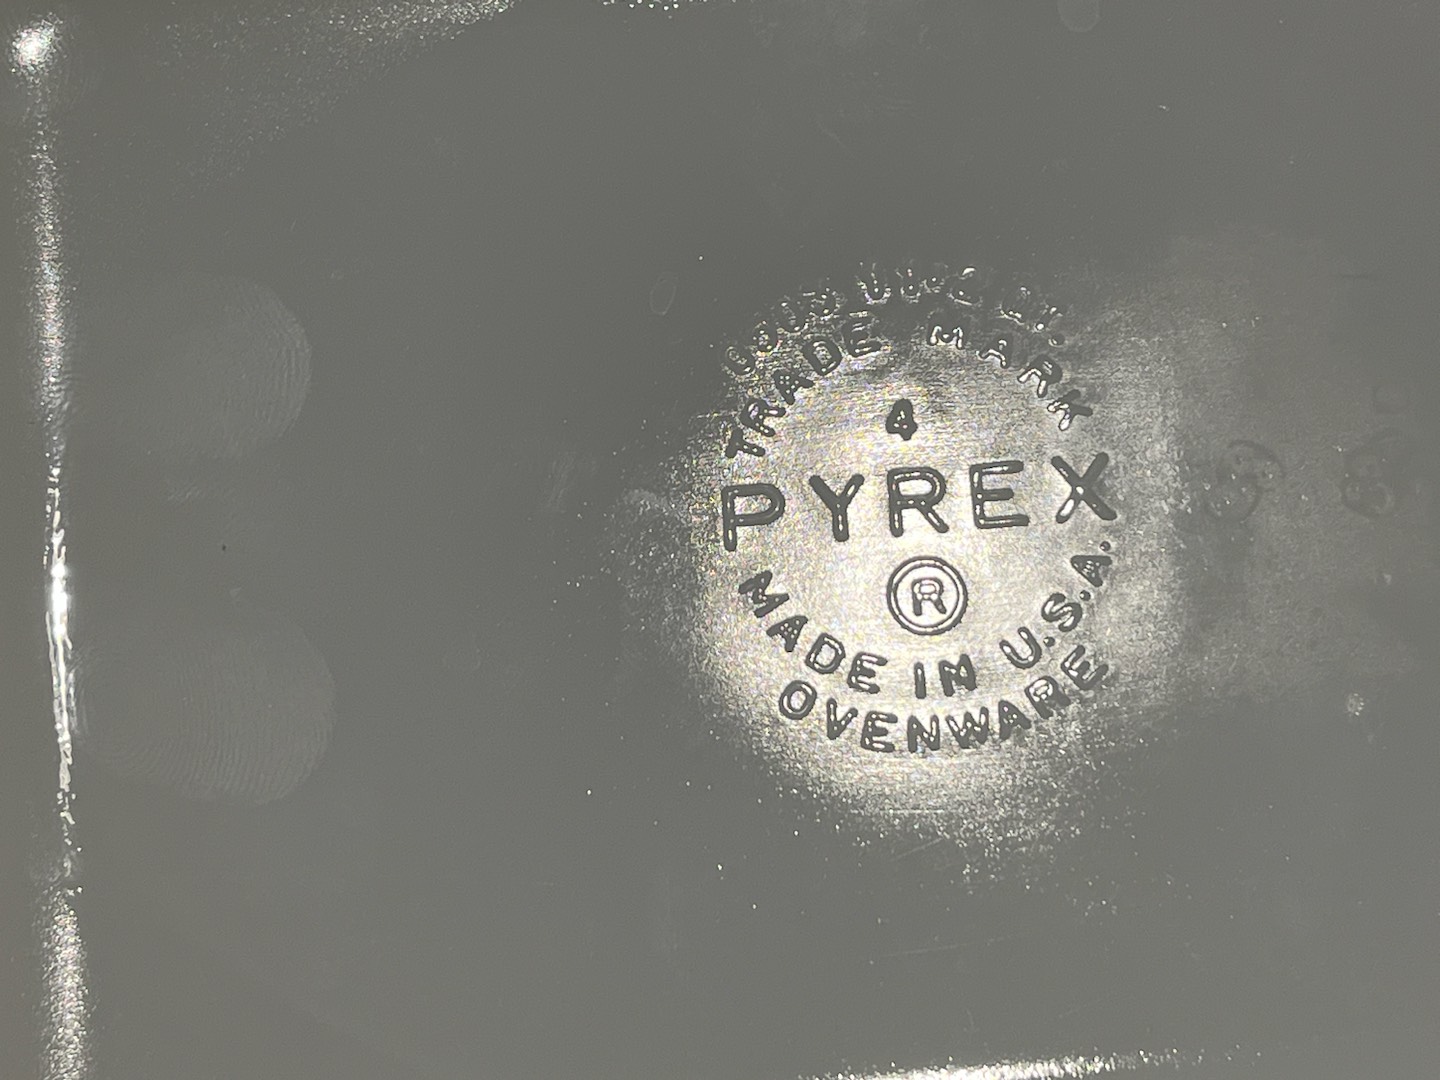 TRADE MARK
4
PYREX
®
MADE IN U.S.A.
OVENWARE